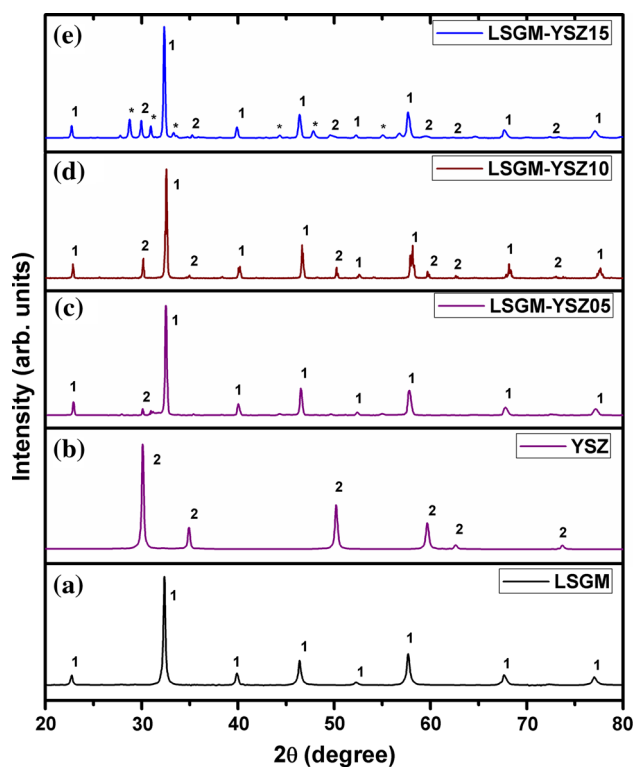 Intensity (arb. units)
(e)
LSGM-YSZ15
1 * 2 * 1 * 2 1 * 1 * 2 1 * 1 2 2 1 2 1
(d)
LSGM-YSZ10
1 2 1 2 1 1 2 1 1 2 2 1 2 1
(c)
LSGM-YSZ05
1 2 1 1 1 1 1 1 1
(b)
YSZ
2 2 2 2 2 2
(a)
LSGM
1 1 1 1 1 1 1 1
20 30 40 50 60 70 80
2θ (degree)